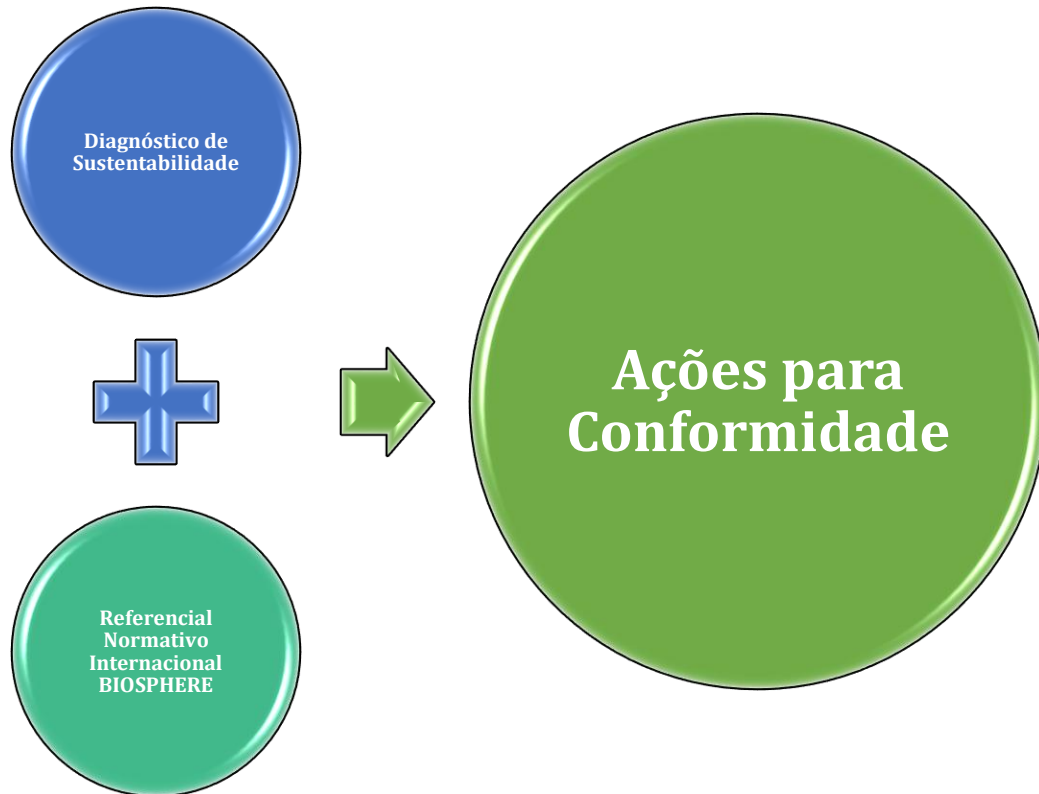 Diagnóstico de
Sustentabilidade
Referencial
Normativo
Internacional
BIOSPHERE
Ações para
Conformidade